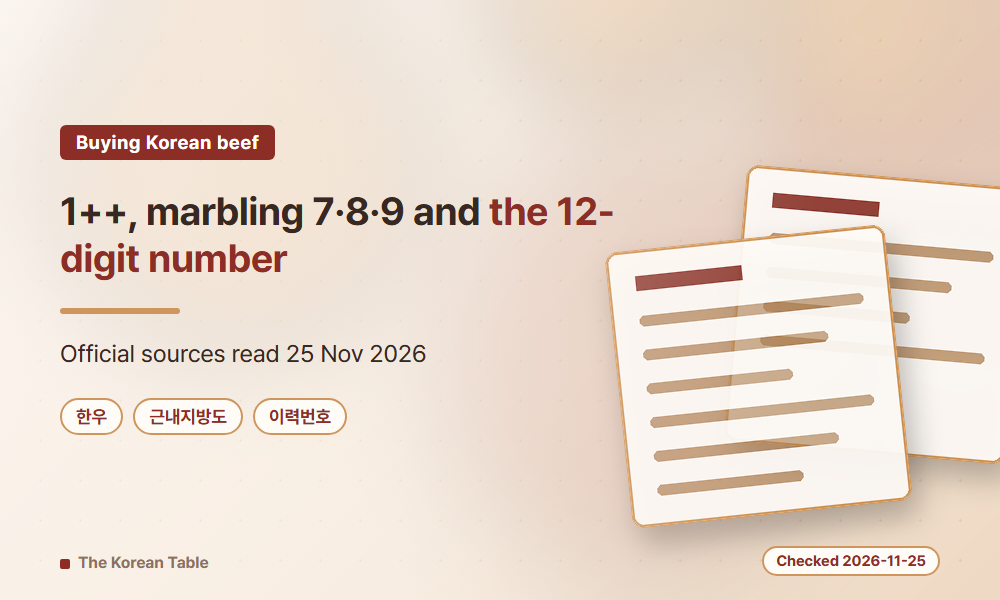 Buying Korean beef
1++, marbling 7·8·9 and the 12-
digit number
Official sources read 25 Nov 2026
한우
근내지방도
이력번호
The Korean Table
Checked 2026-11-25